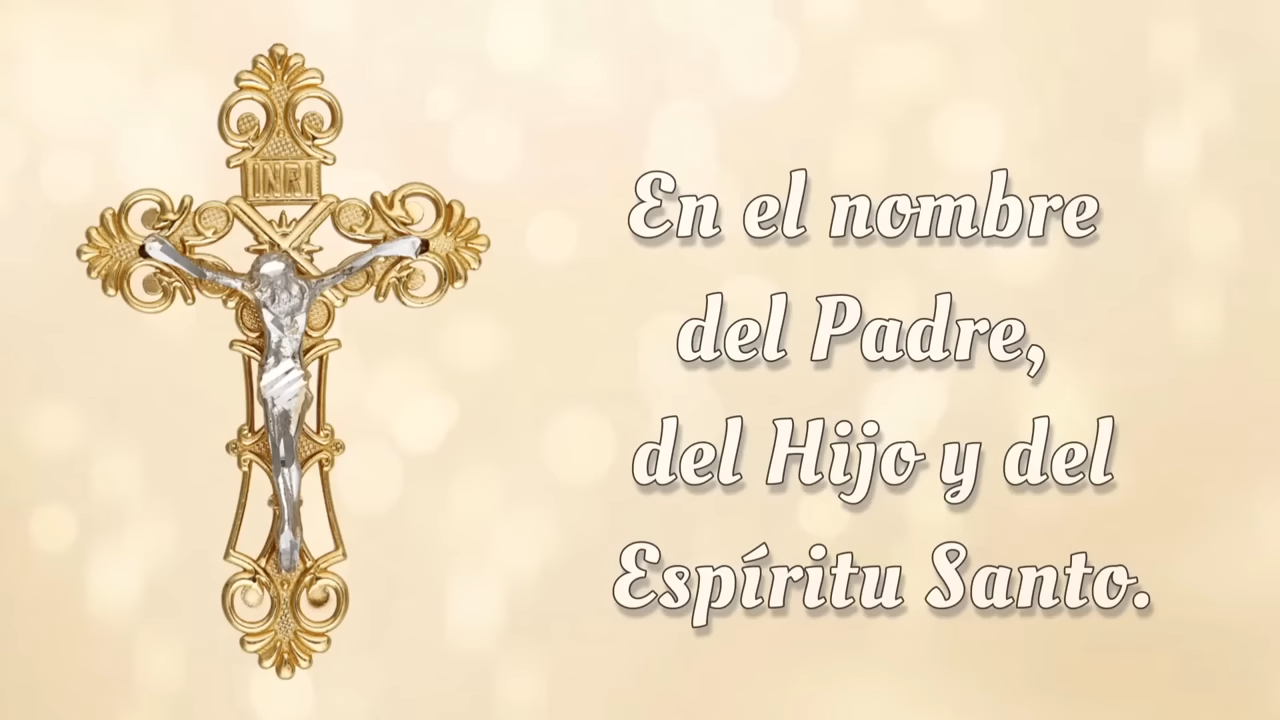 INRI
En el nombre
del Padre,
del Hijo y del
Espíritu Santo.